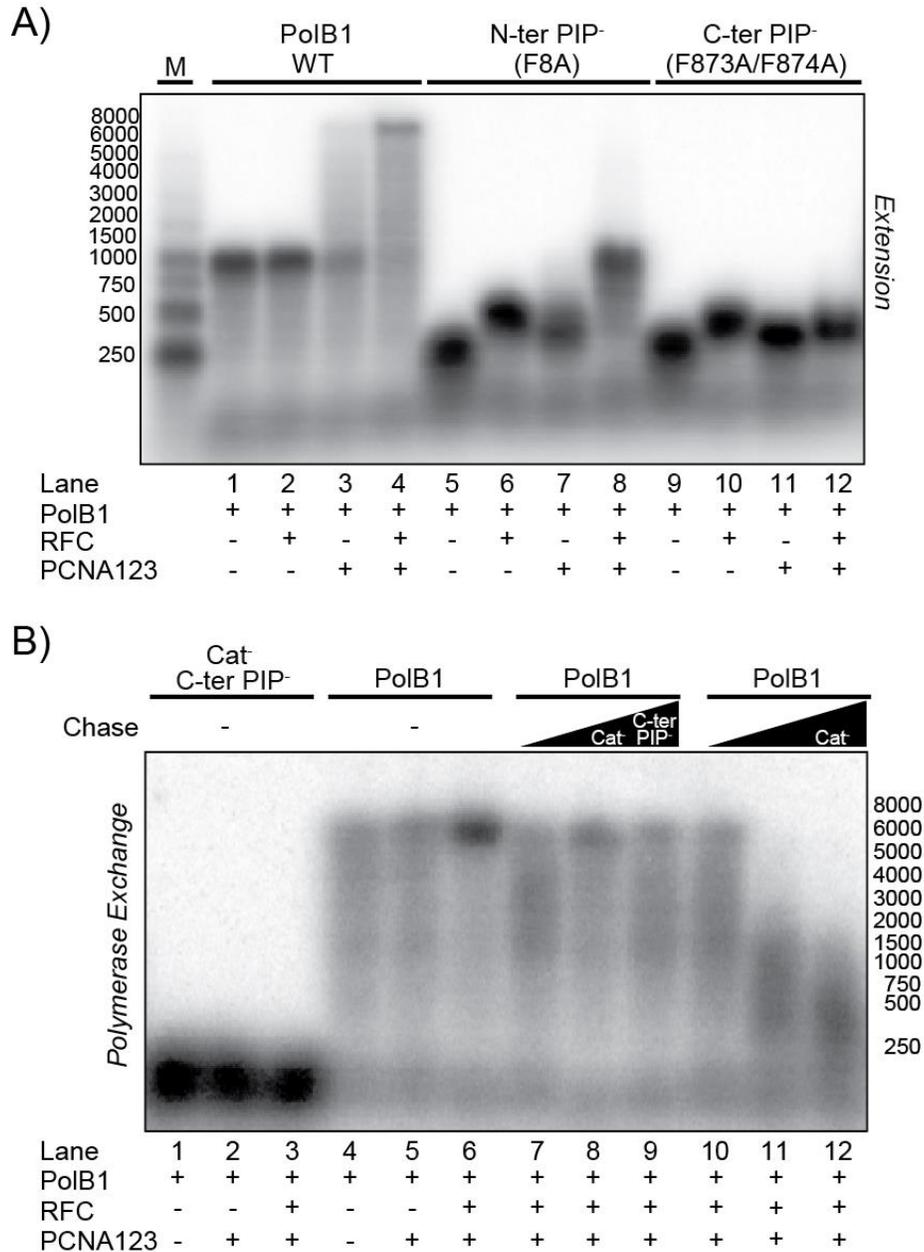 A)
PolB1 N-ter PIP- C-ter PIP-
M WT (F8A) (F873A/F874A)
8000
6000
5000
4000
3000
2000
1500
1000
750
500
250
Extension
Lane 1 2 3 4 5 6 7 8 9 10 11 12
PolB1 + + + + + + + + + + + +
RFC - + - + - + - + - + - +
PCNA123 - - + + - - + + - - + +
B)
Cat-
C-ter PIP- PolB1 PolB1 PolB1
Chase - - Cat- C-ter PIP- Cat-
Polymerase Exchange
8000
6000
5000
4000
3000
2000
1500
1000
750
500
250
Lane 1 2 3 4 5 6 7 8 9 10 11 12
PolB1 + + + + + + + + + + + +
RFC - - + - - + + + + + + +
PCNA123 - + + - + + + + + + + +